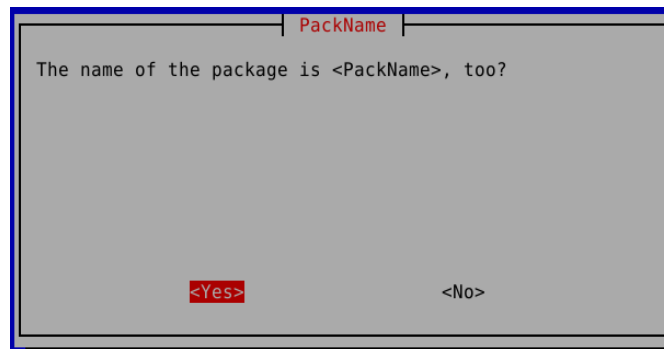 PackName
The name of the package is <PackName>, too?
<Yes> <No>